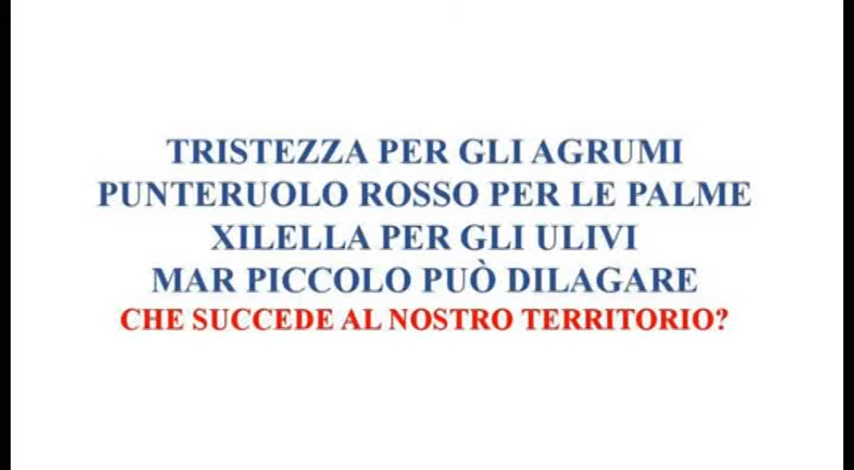 TRISTEZZA PER GLI AGRUMI
PUNTERUOLO ROSSO PER LE PALME
XILELLA PER GLI ULIVI
MAR PICCOLO PUÒ DILAGARE
CHE SUCCEDE AL NOSTRO TERRITORIO?